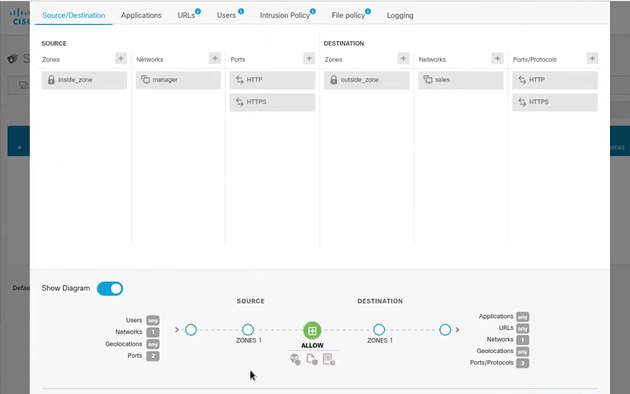 Source/Destination Applications URLs Users Intrusion Policy File policy Logging
SOURCE DESTINATION
Zones Networks Ports Zones Networks Ports/Protocols
inside_zone manager HTTP outside_zone sales HTTP
HTTPS HTTPS
Show Diagram
SOURCE DESTINATION
Users any
Networks 1
Geolocations any
Ports 2
ZONES 1 ALLOW ZONES 1
Applications any
URLs any
Networks 1
Geolocations any
Ports/Protocols 2